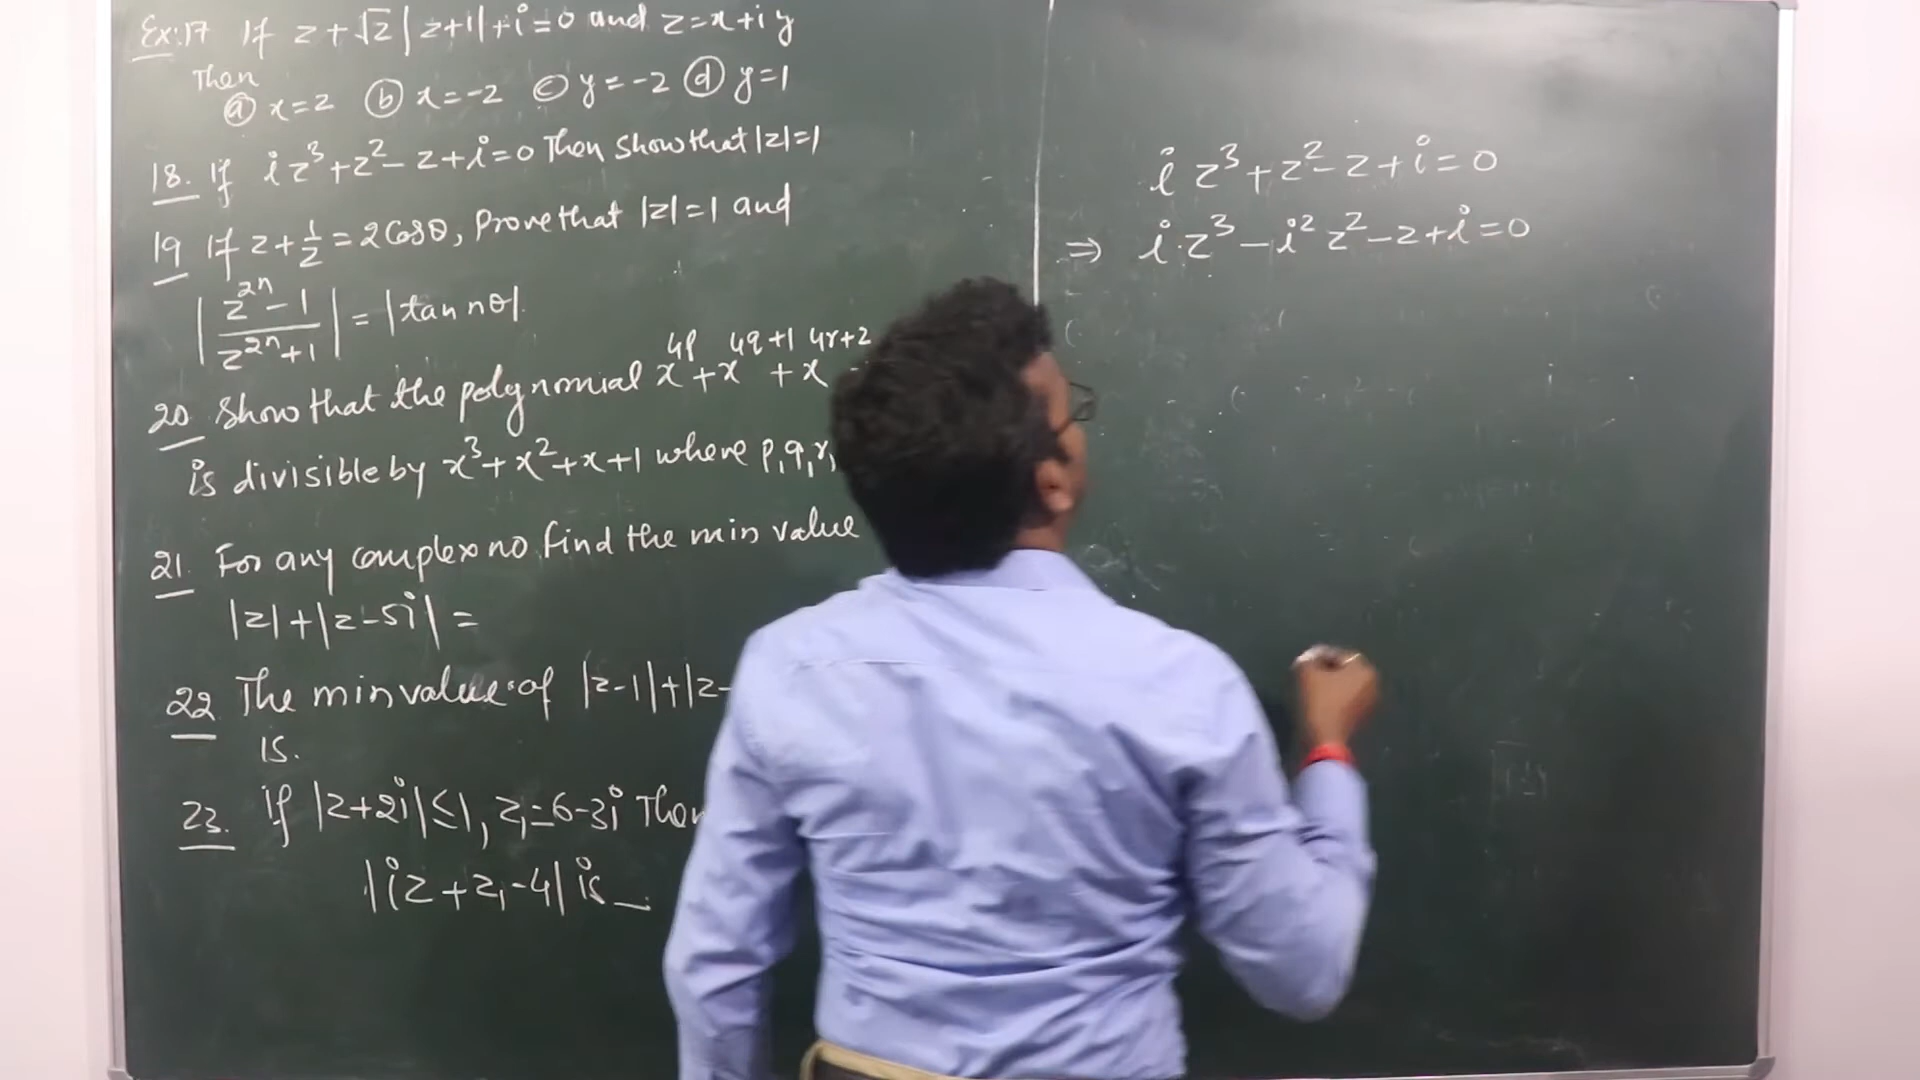 Ex:17 If z+√2|z+1|+i=0 and z=x+iy
Then
ⓐ x=2 ⓑ x=-2 ⓒ y=-2 ⓓ y=1
18. If iz³+z²-z+i=0 Then Show that |z|=1
19 If z+1/z=2Cosθ, Prove that |z|=1 and
|(z²ⁿ-1)/(z²ⁿ+1)|=|tan nθ|.
20 Show that the polynomial x^4p+x^4q+1+x^4r+2
is divisible by x³+x²+x+1 where p,q,r,
21. For any complex no find the min value
|z|+|z-5i|=
22 The min value of |z-1|+|z-
is.
23. if |z+2i|≤1, z₁=6-3i Then
|iz+z₁-4| is _.
i z³+z²-z+i=0
⇒ i.z³-i²z²-z+i=0